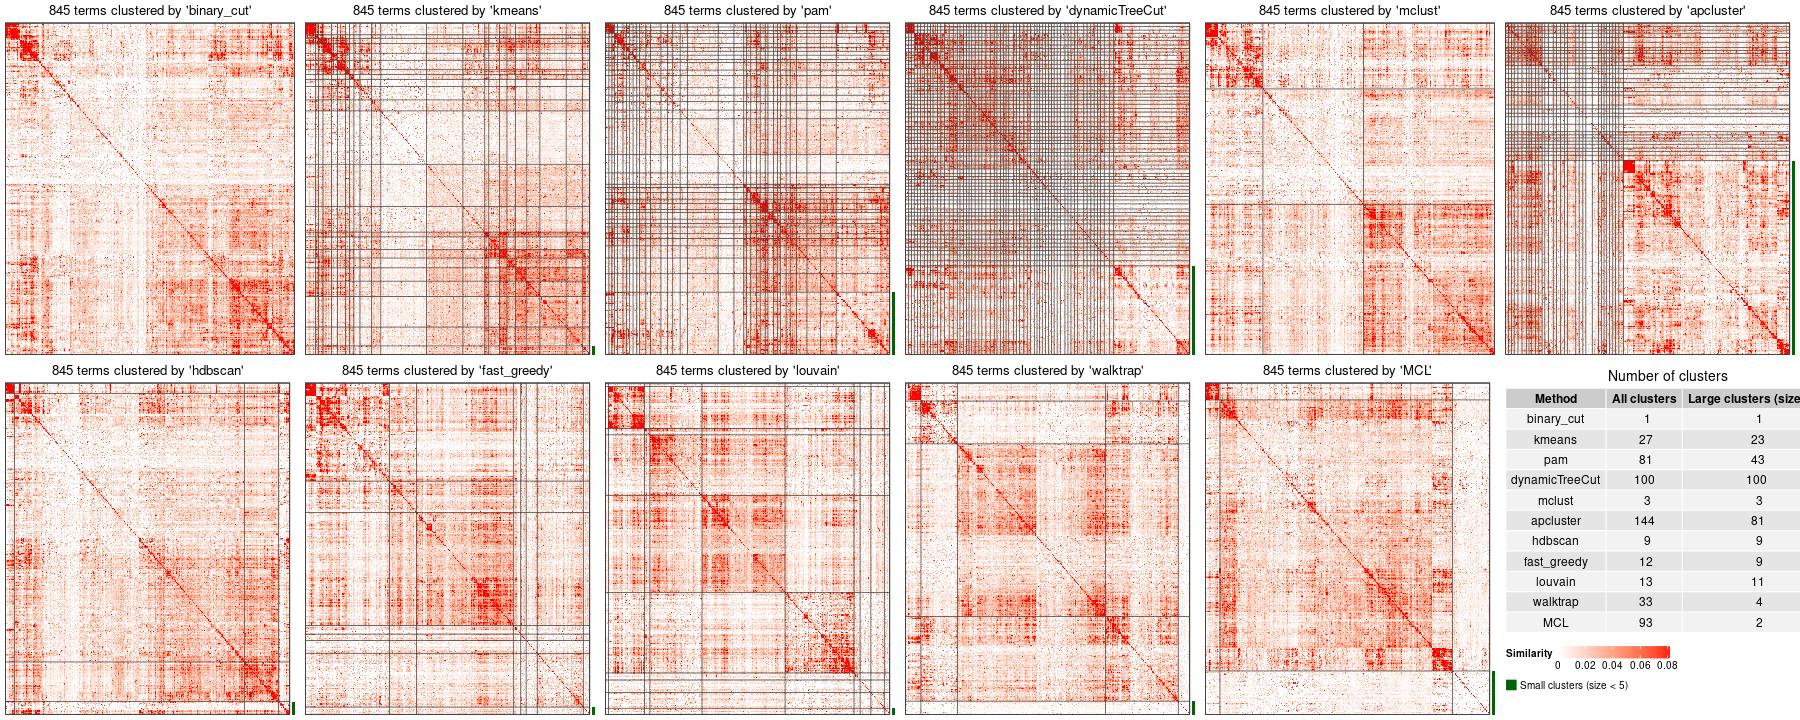 845 terms clustered by 'binary_cut'
845 terms clustered by 'kmeans'
845 terms clustered by 'pam'
845 terms clustered by 'dynamicTreeCut'
845 terms clustered by 'mclust'
845 terms clustered by 'apcluster'
845 terms clustered by 'hdbscan'
845 terms clustered by 'fast_greedy'
845 terms clustered by 'louvain'
845 terms clustered by 'walktrap'
845 terms clustered by 'MCL'
Number of clusters
Method All clusters Large clusters (size
binary_cut 1 1
kmeans 27 23
pam 81 43
dynamicTreeCut 100 100
mclust 3 3
apcluster 144 81
hdbscan 9 9
fast_greedy 12 9
louvain 13 11
walktrap 33 4
MCL 93 2
Similarity
0 0.02 0.04 0.06 0.08
Small clusters (size < 5)